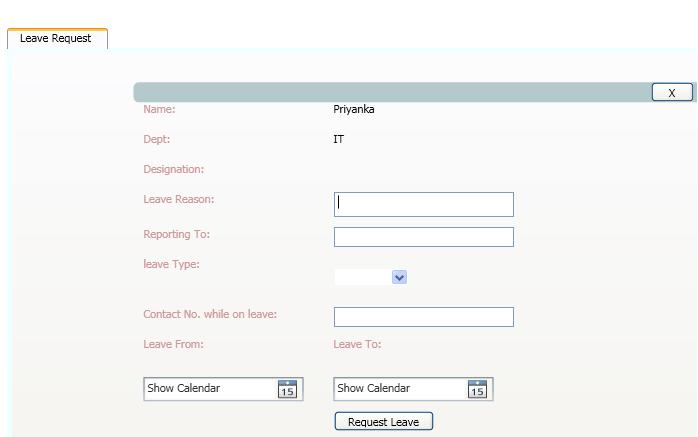 Leave Request
X
Name: Priyanka
Dept: IT
Designation:
Leave Reason:
Reporting To:
leave Type:
Contact No. while on leave:
Leave From: Leave To:
Show Calendar 15 Show Calendar 15
Request Leave